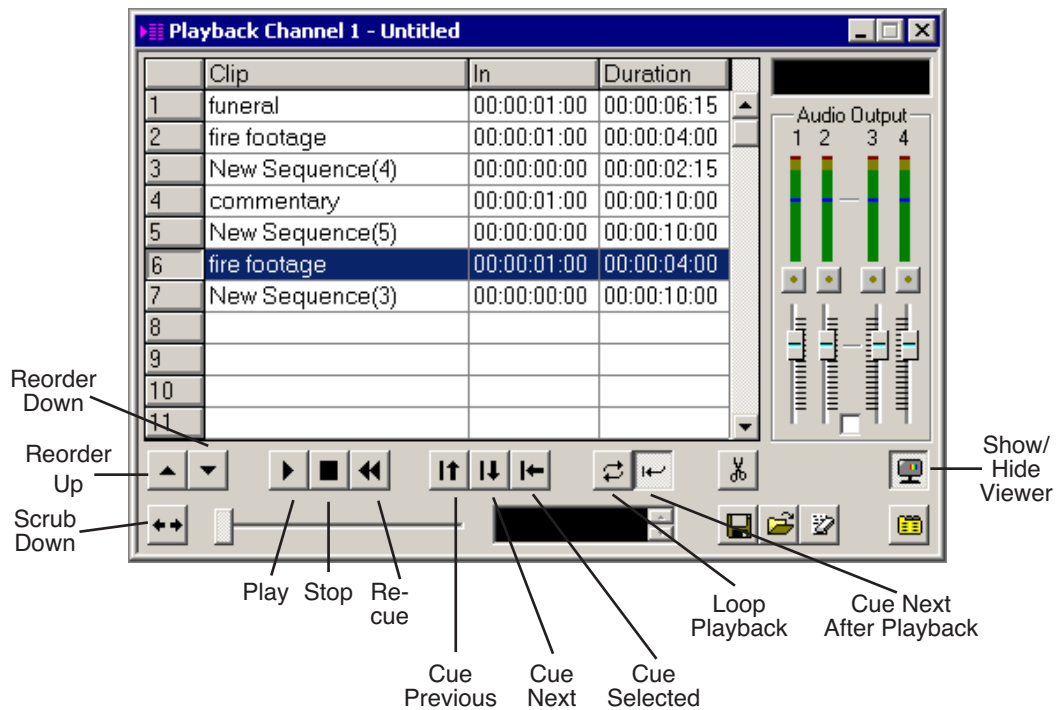 Playback Channel 1 - Untitled
Clip In Duration
1 funeral 00:00:01:00 00:00:06:15
2 fire footage 00:00:01:00 00:00:04:00
3 New Sequence(4) 00:00:00:00 00:00:02:15
4 commentary 00:00:01:00 00:00:10:00
5 New Sequence(5) 00:00:00:00 00:00:10:00
6 fire footage 00:00:01:00 00:00:04:00
7 New Sequence(3) 00:00:00:00 00:00:10:00
8
9
10
11
Audio Output
1 2 3 4
Reorder
Down
Reorder
Up
Scrub
Down
Show/
Hide
Viewer
Play Stop Re-
cue
Loop
Playback
Cue Next
After Playback
Cue
Previous
Cue
Next
Cue
Selected